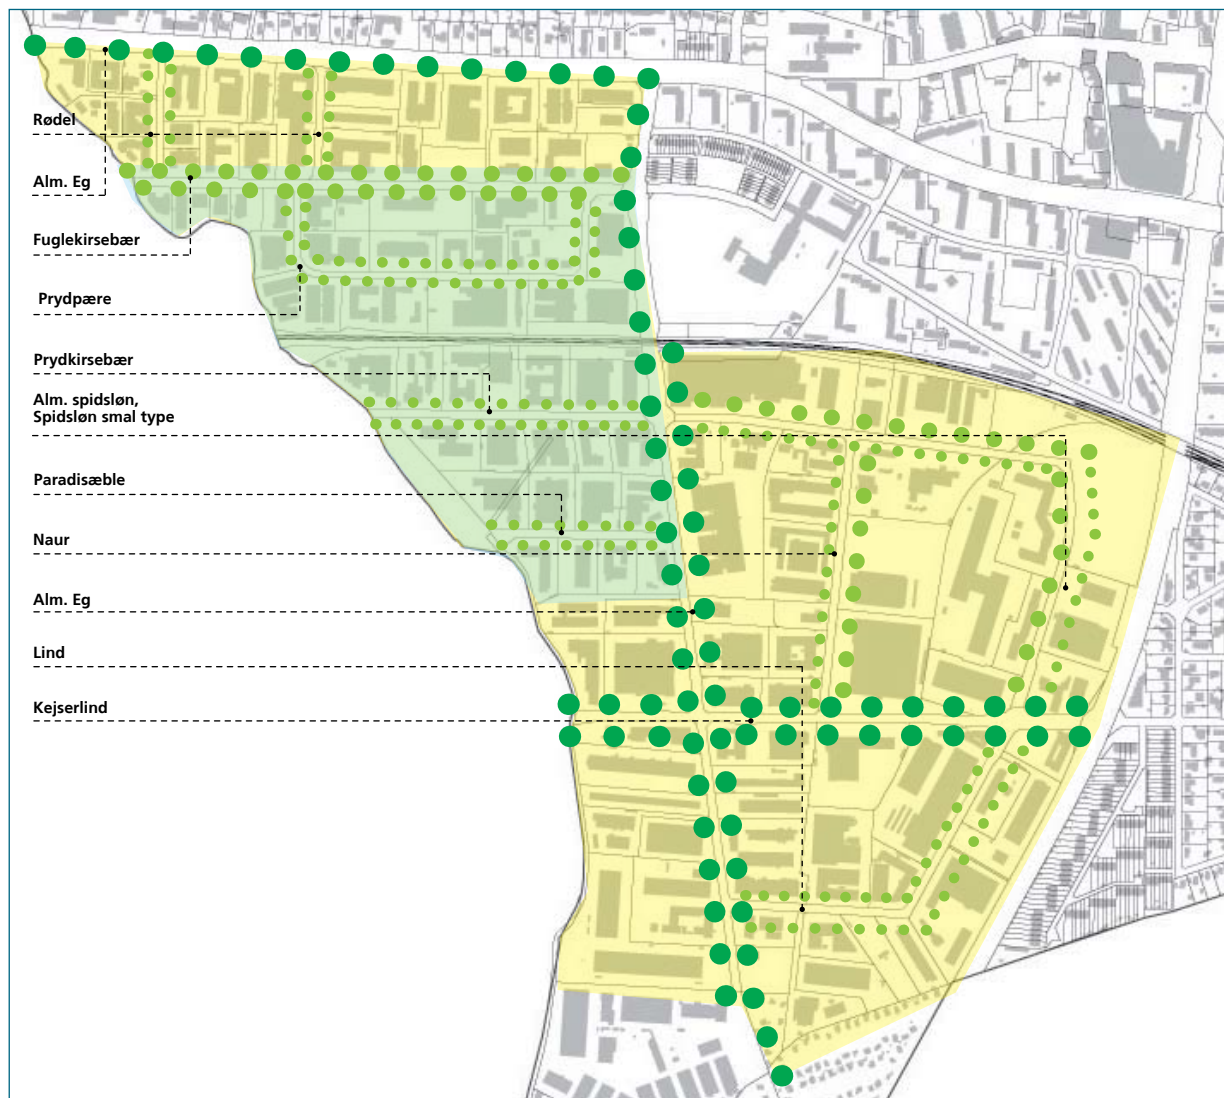 Rødel
Alm. Eg
Fuglekirsebær
Prydpære
Prydkirsebær
Alm. spidsløn,
Spidsløn smal type
Paradisæble
Naur
Alm. Eg
Lind
Kejserlind